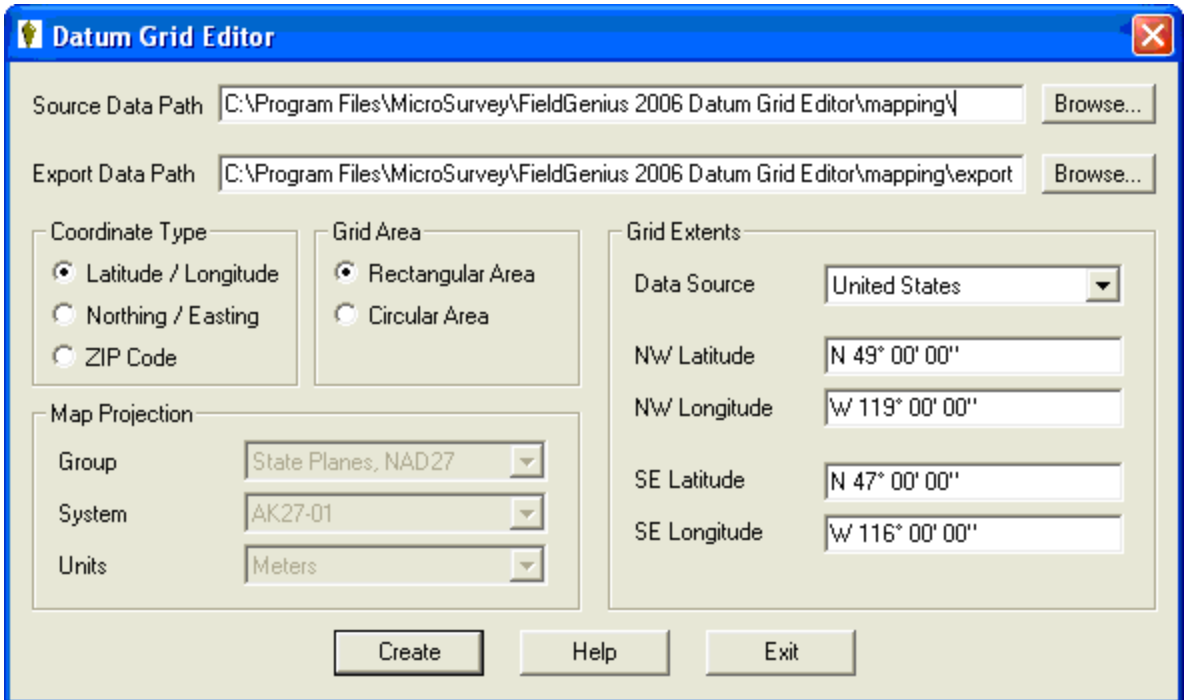 Datum Grid Editor
Source Data Path C:\Program Files\MicroSurvey\FieldGenius 2006 Datum Grid Editor\mapping\ Browse...
Export Data Path C:\Program Files\MicroSurvey\FieldGenius 2006 Datum Grid Editor\mapping\export Browse...
Coordinate Type
Latitude / Longitude
Northing / Easting
ZIP Code
Grid Area
Rectangular Area
Circular Area
Map Projection
Group State Planes, NAD27
System AK27-01
Units Meters
Grid Extents
Data Source United States
NW Latitude N 49° 00' 00"
NW Longitude W 119° 00' 00"
SE Latitude N 47° 00' 00"
SE Longitude W 116° 00' 00"
Create Help Exit